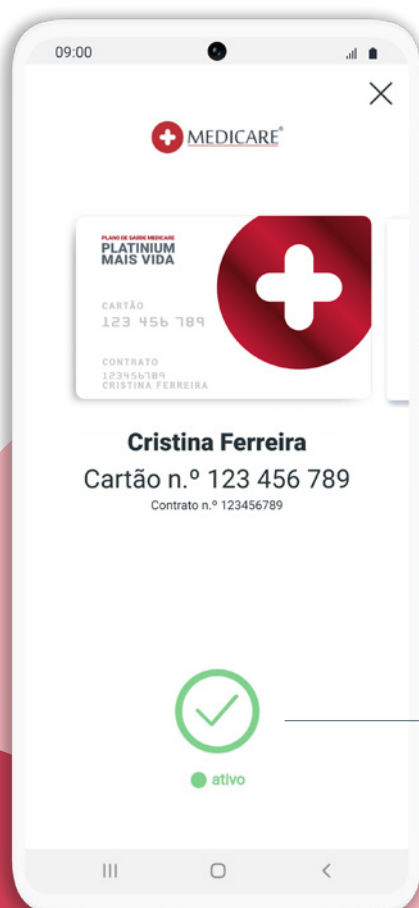 09:00
MEDICARE®
PLANO DE SAÚDE MEDICARE
PLATINIUM
MAIS VIDA
CARTÃO
123 456 789
CONTRATO
123456789
CRISTINA FERREIRA
Cristina Ferreira
Cartão n.º 123 456 789
Contrato n.º 123456789
ativo